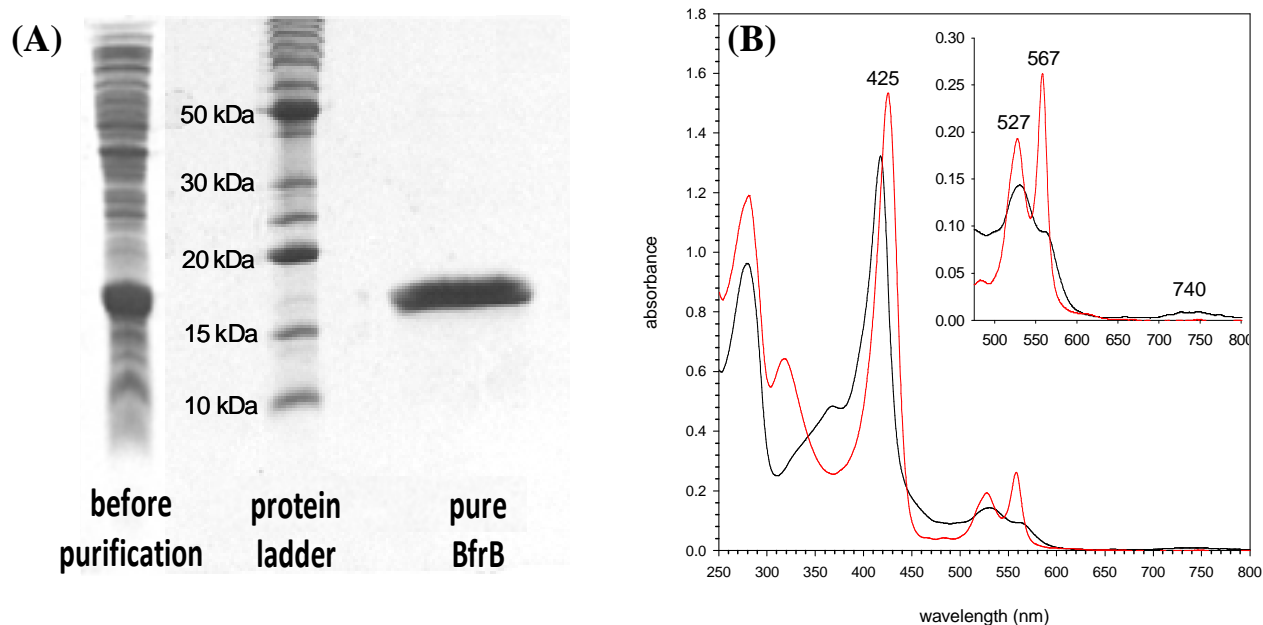 (A)
50 kDa
30 kDa
20 kDa
15 kDa
10 kDa
before purification
protein ladder
pure BfrB
(B)
absorbance
1.8
1.6
1.4
1.2
1.0
0.8
0.6
0.4
0.2
0.0
425
250 300 350 400 450 500 550 600 650 700 750 800
wavelength (nm)
0.30
0.25
0.20
0.15
0.10
0.05
0.00
527
567
740
500 550 600 650 700 750 80